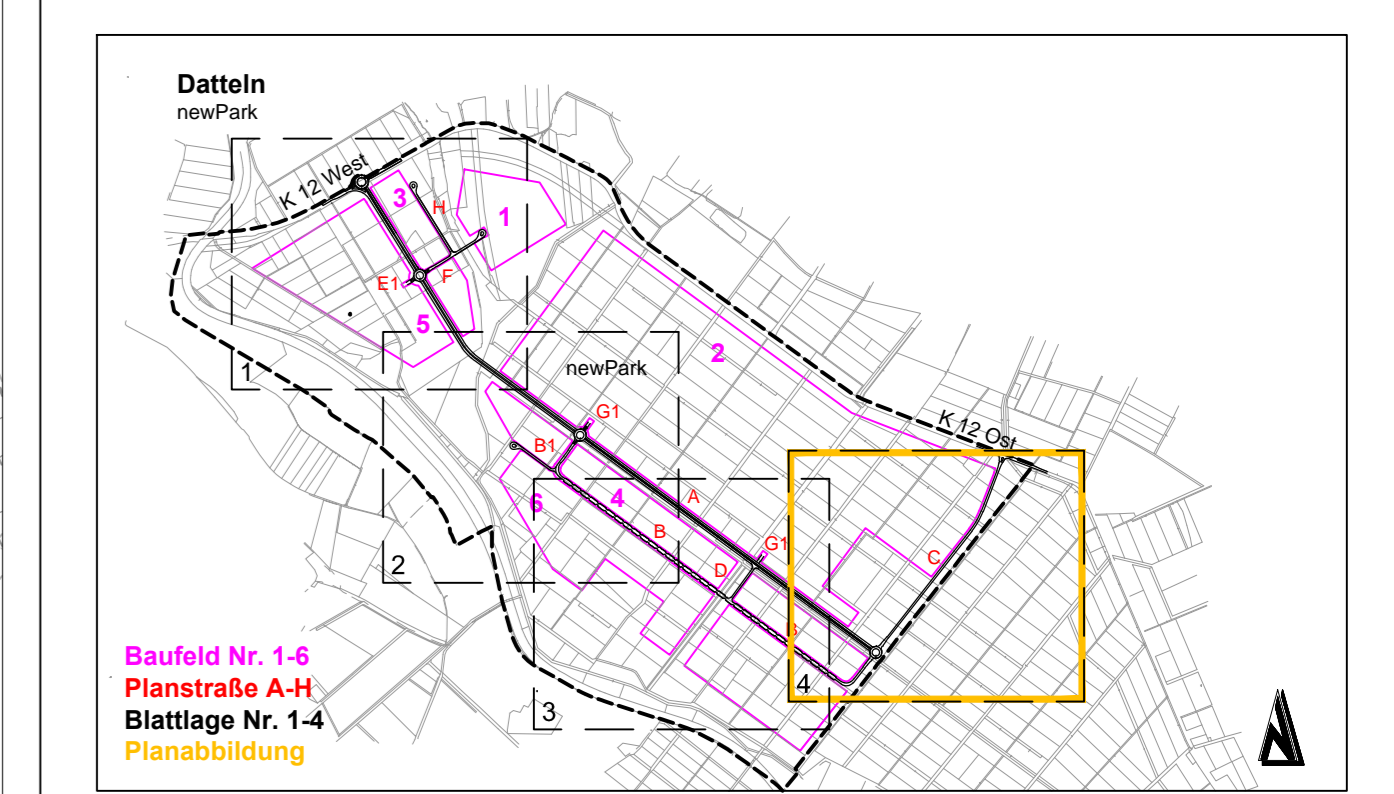 Datteln
newPark
K 12 West
3
H
1
E1
F
5
2
1
newPark
G1
K 12 Ost
B1
A
6
4
B
G1
C
D
2
B
4
3
Baufeld Nr. 1-6
Planstraße A-H
Blattlage Nr. 1-4
Planabbildung
N